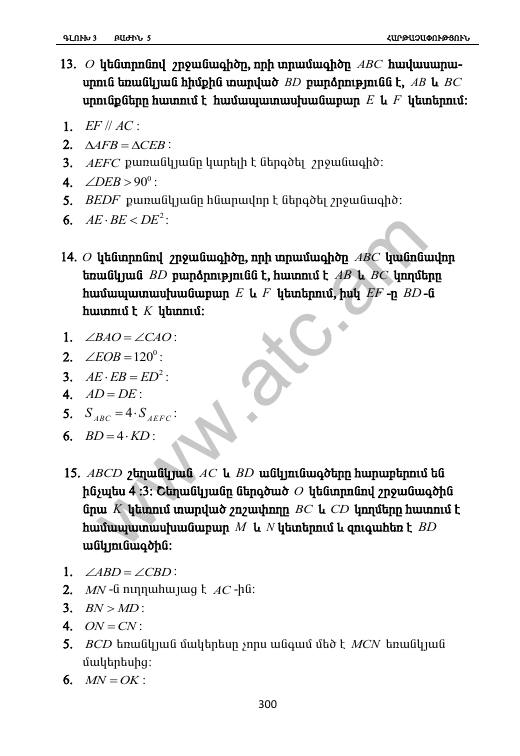 ԳԼՈՒԽ 3 ԲԱԺԻՆ 5 ՀԱՐԹԱՉԱՓՈՒԹՅՈՒՆ
13. O կենտրոնով շրջանագիծը, որի տրամագիծը ABC հավասարա-
սրուն եռանկյան հիմքին տարված BD բարձրությունն է, AB և BC
սրունքները հատում է համապատասխանաբար E և F կետերում:
1. EF // AC :
2. ΔAFB = ΔCEB :
3. AEFC քառանկյանը կարելի է ներգծել շրջանագիծ:
4. ∠DEB > 90⁰ :
5. BEDF քառանկյանը հնարավոր է ներգծել շրջանագիծ:
6. AE · BE < DE² :
14. O կենտրոնով շրջանագիծը, որի տրամագիծը ABC կանոնավոր
եռանկյան BD բարձրությունն է, հատում է AB և BC կողմերը
համապատասխանաբար E և F կետերում, իսկ EF -ը BD -ն
հատում է K կետում:
1. ∠BAO = ∠CAO :
2. ∠EOB = 120⁰ :
3. AE · EB = ED² :
4. AD = DE :
5. S ABC = 4 · S AEFC :
6. BD = 4 · KD :
15. ABCD շեղանկյան AC և BD անկյունագծերը հարաբերում են
ինչպես 4 :3: Շեղանկյանը ներգծած O կենտրոնով շրջանագծին
նրա K կետում տարված շոշափողը BC և CD կողմերը հատում է
համապատասխանաբար M և N կետերում և զուգահեռ է BD
անկյունագծին:
1. ∠ABD = ∠CBD :
2. MN -ն ուղղահայաց է AC -ին:
3. BN > MD :
4. ON = CN :
5. BCD եռանկյան մակերեսը չորս անգամ մեծ է MCN եռանկյան
մակերեսից:
6. MN = OK :
300
www.atc.am